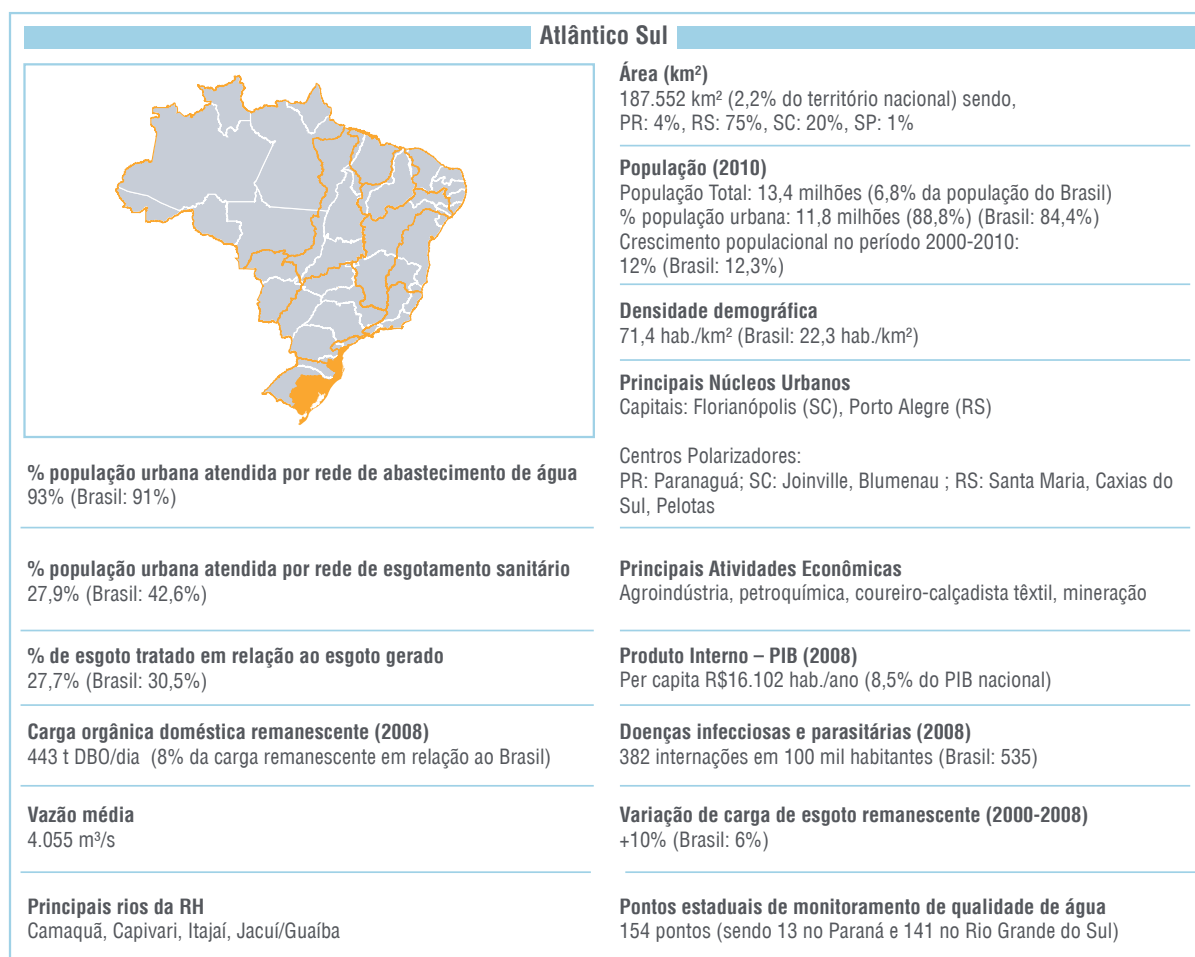 Atlântico Sul
Área (km²)
187.552 km² (2,2% do território nacional) sendo,
PR: 4%, RS: 75%, SC: 20%, SP: 1%
População (2010)
População Total: 13,4 milhões (6,8% da população do Brasil)
% população urbana: 11,8 milhões (88,8%) (Brasil: 84,4%)
Crescimento populacional no período 2000-2010:
12% (Brasil: 12,3%)
Densidade demográfica
71,4 hab./km² (Brasil: 22,3 hab./km²)
Principais Núcleos Urbanos
Capitais: Florianópolis (SC), Porto Alegre (RS)
Centros Polarizadores:
PR: Paranaguá; SC: Joinville, Blumenau ; RS: Santa Maria, Caxias do
Sul, Pelotas
% população urbana atendida por rede de abastecimento de água
93% (Brasil: 91%)
% população urbana atendida por rede de esgotamento sanitário
27,9% (Brasil: 42,6%)
Principais Atividades Econômicas
Agroindústria, petroquímica, coureiro-calçadista têxtil, mineração
% de esgoto tratado em relação ao esgoto gerado
27,7% (Brasil: 30,5%)
Produto Interno – PIB (2008)
Per capita R$16.102 hab./ano (8,5% do PIB nacional)
Carga orgânica doméstica remanescente (2008)
443 t DBO/dia (8% da carga remanescente em relação ao Brasil)
Doenças infecciosas e parasitárias (2008)
382 internações em 100 mil habitantes (Brasil: 535)
Vazão média
4.055 m³/s
Variação de carga de esgoto remanescente (2000-2008)
+10% (Brasil: 6%)
Principais rios da RH
Camaquã, Capivari, Itajaí, Jacuí/Guaíba
Pontos estaduais de monitoramento de qualidade de água
154 pontos (sendo 13 no Paraná e 141 no Rio Grande do Sul)